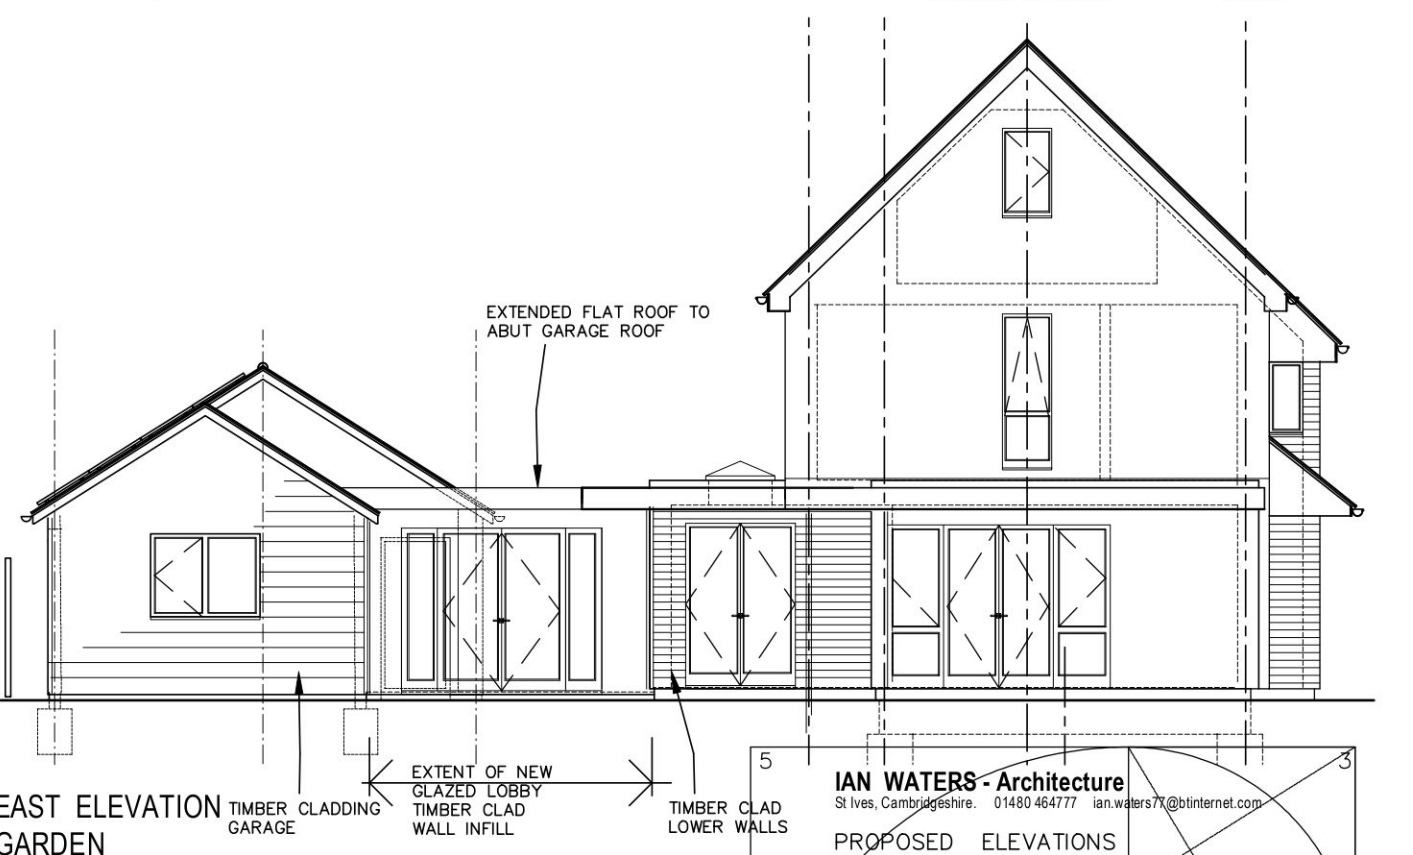 EXTENDED FLAT ROOF TO
ABUT GARAGE ROOF
EXTENT OF NEW
GLAZED LOBBY
TIMBER CLAD
WALL INFILL
TIMBER CLADDING
GARAGE
TIMBER CLAD
LOWER WALLS
EAST ELEVATION
GARDEN
5
3
IAN WATERS - Architecture
St Ives, Cambridgeshire. 01480 464777 ian.waters77@btinternet.com
PROPOSED ELEVATIONS